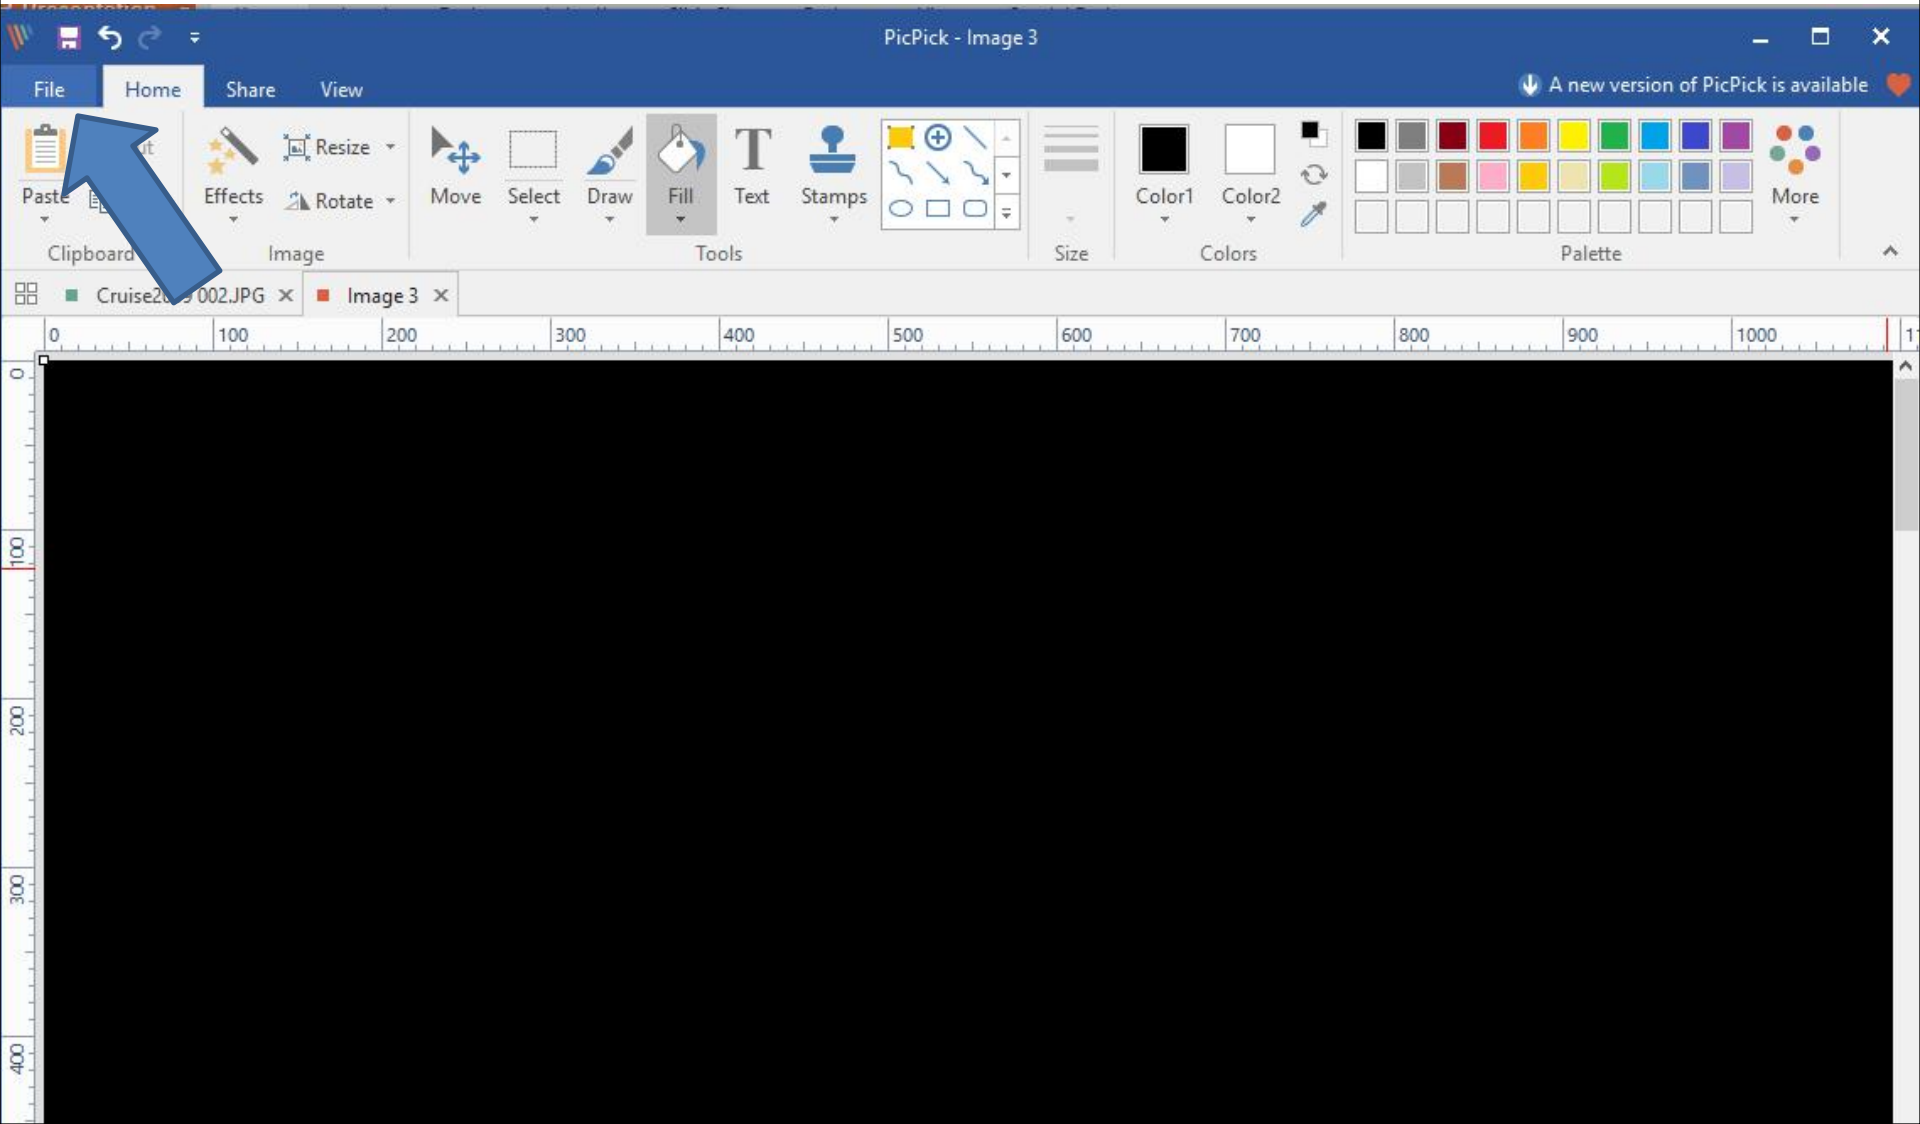 PicPick - Image 3
File Home Share View
A new version of PicPick is available
Resize
Paste Effects Rotate Move Select Draw Fill Text Stamps Color1 Color2 More
Clipboard Image Tools Size Colors Palette
002.JPG Image 3
0 100 200 300 400 500 600 700 800 900 1000
0
100
200
300
400